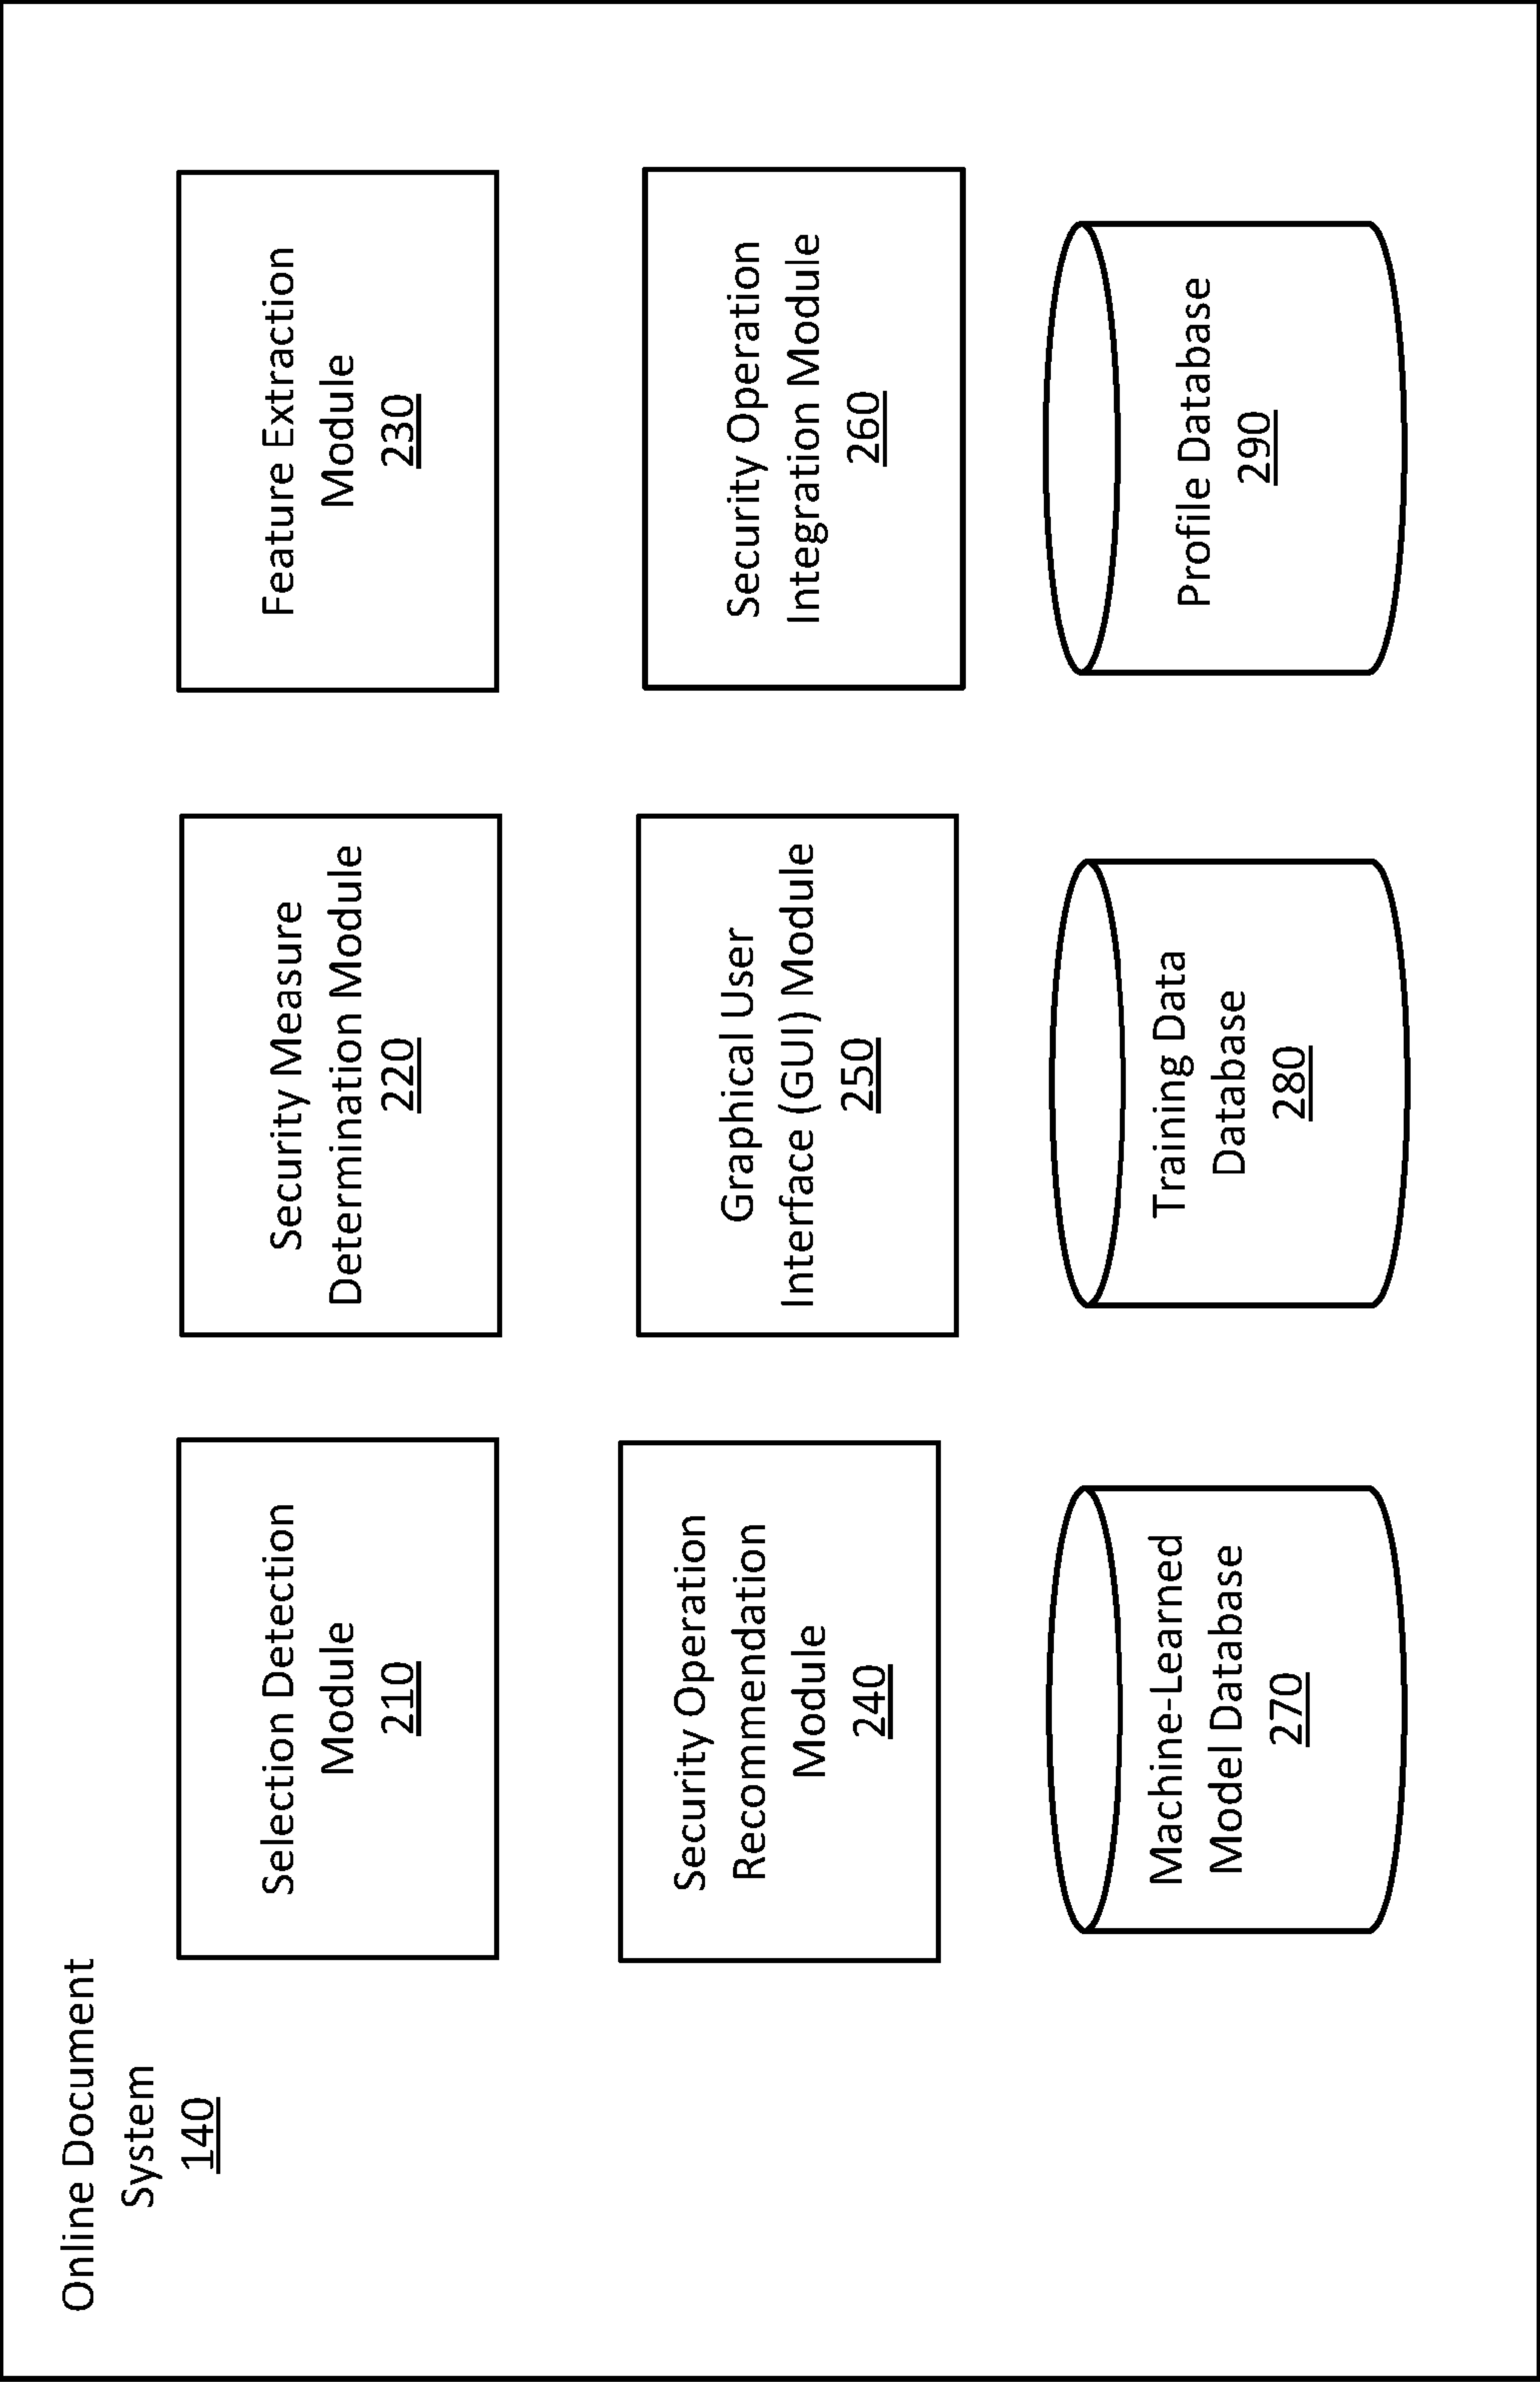 Online Document
System
140
Selection Detection
Module
210
Security Measure
Determination Module
220
Feature Extraction
Module
230
Security Operation
Recommendation
Module
240
Graphical User
Interface (GUI) Module
250
Security Operation
Integration Module
260
Machine-Learned
Model Database
270
Training Data
Database
280
Profile Database
290